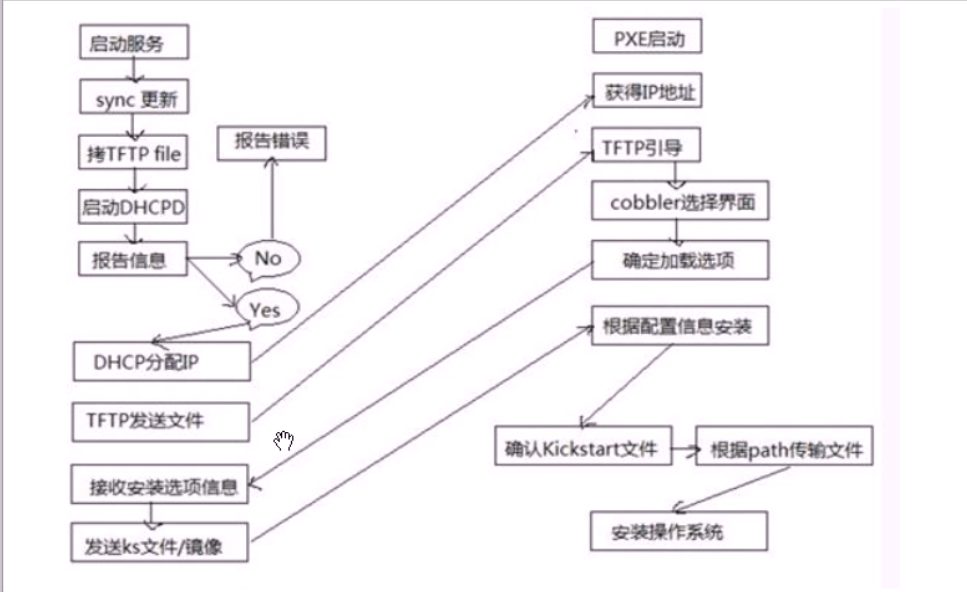 启动服务
sync 更新
拷TFTP file
启动DHCPD
报告信息
报告错误
No
Yes
DHCP分配IP
TFTP发送文件
接收安装选项信息
发送ks文件/镜像
PXE启动
获得IP地址
TFTP引导
cobbler选择界面
确定加载选项
根据配置信息安装
确认Kickstart文件
根据path传输文件
安装操作系统